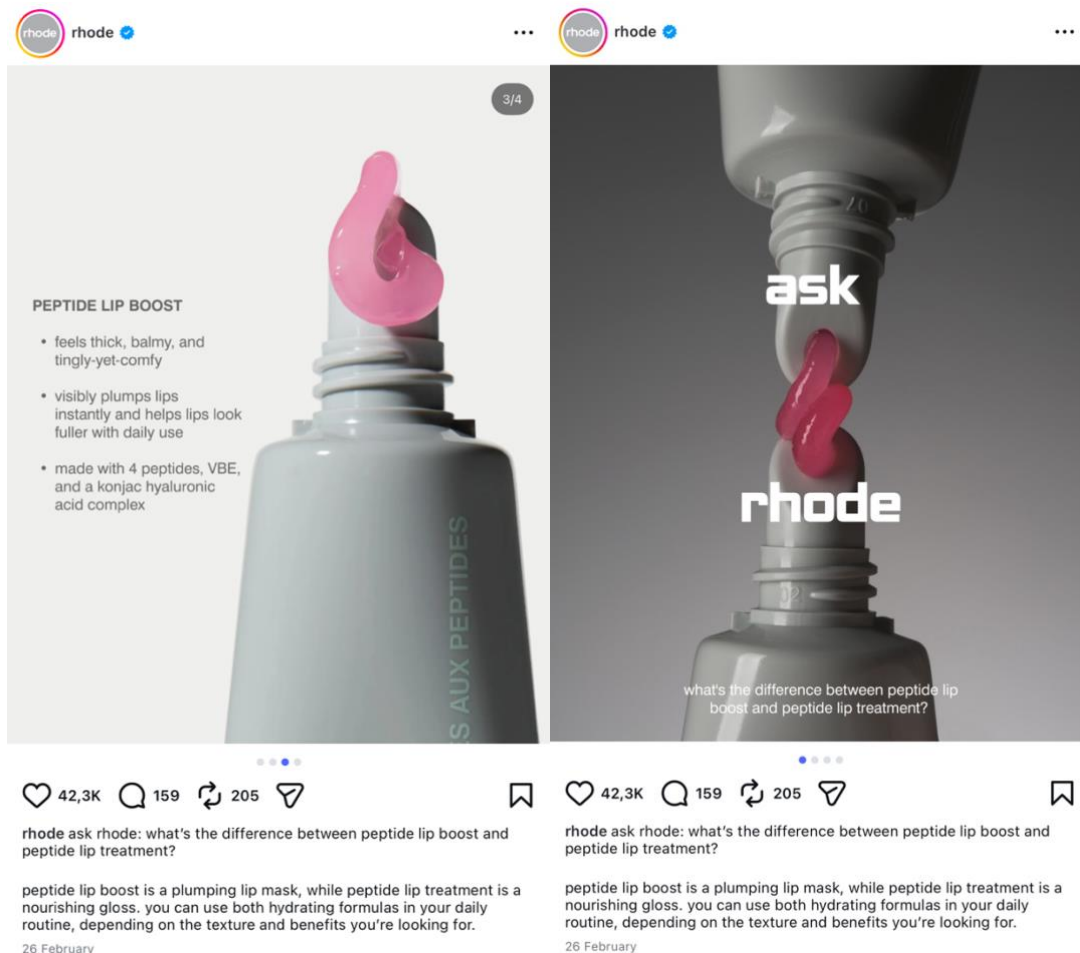 rhode
rhode
3/4
PEPTIDE LIP BOOST
• feels thick, balmy, and
tingly-yet-comfy
• visibly plumps lips
instantly and helps lips look
fuller with daily use
• made with 4 peptides, VBE,
and a konjac hyaluronic
acid complex
S AUX PEPTIDES
42,3K 159 205
rhode ask rhode: what's the difference between peptide lip boost and
peptide lip treatment?
peptide lip boost is a plumping lip mask, while peptide lip treatment is a
nourishing gloss. you can use both hydrating formulas in your daily
routine, depending on the texture and benefits you're looking for.
26 February
rhode
rhode
ask
rhode
what's the difference between peptide lip
boost and peptide lip treatment?
42,3K 159 205
rhode ask rhode: what's the difference between peptide lip boost and
peptide lip treatment?
peptide lip boost is a plumping lip mask, while peptide lip treatment is a
nourishing gloss. you can use both hydrating formulas in your daily
routine, depending on the texture and benefits you're looking for.
26 February